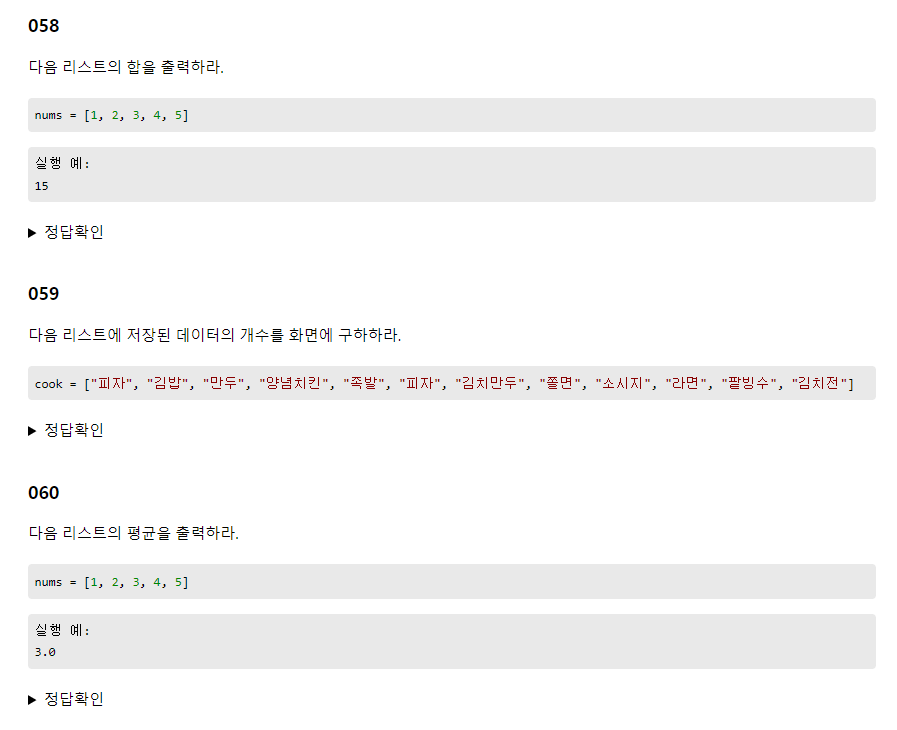 058
다음 리스트의 합을 출력하라.
nums = [1, 2, 3, 4, 5]
실행 예:
15
▶ 정답확인
059
다음 리스트에 저장된 데이터의 개수를 화면에 구하하라.
cook = ["피자", "김밥", "만두", "양념치킨", "족발", "피자", "김치만두", "쫄면", "소시지", "라면", "팥빙수", "김치전"]
▶ 정답확인
060
다음 리스트의 평균을 출력하라.
nums = [1, 2, 3, 4, 5]
실행 예:
3.0
▶ 정답확인